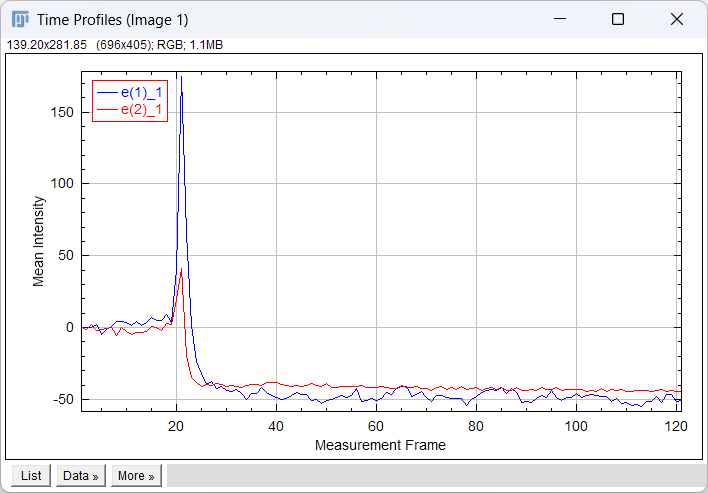 Time Profiles (Image 1)
139.20x281.85 (696x405); RGB; 1.1MB
e(1)_1
e(2)_1
150
100
50
0
-50
Mean Intensity
20 40 60 80 100 120
Measurement Frame
List Data » More »